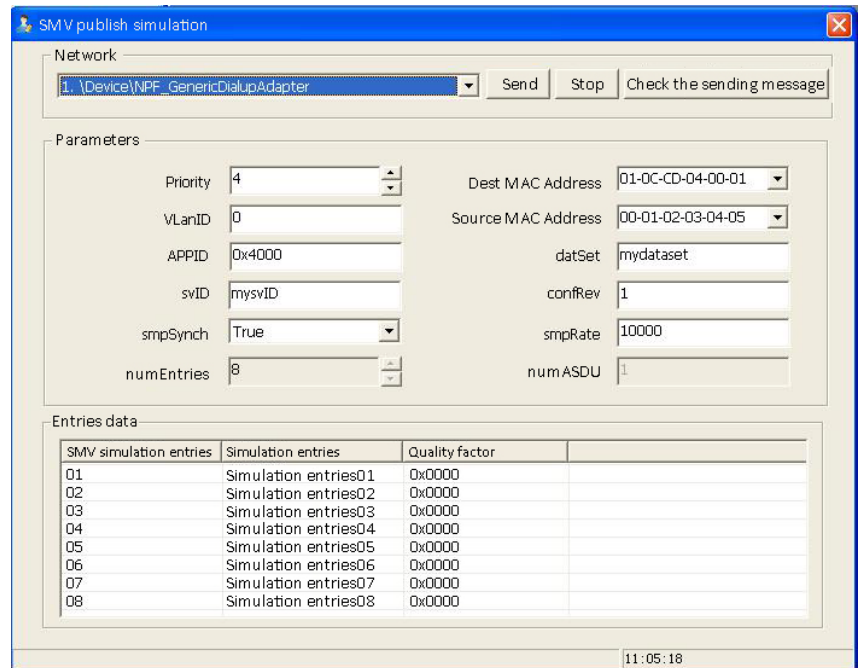 SMV publish simulation
Network
1. \Device\NPF_GenericDialupAdapter Send Stop Check the sending message
Parameters
Priority 4 Dest MAC Address 01-0C-CD-04-00-01
VLanID 0 Source MAC Address 00-01-02-03-04-05
APPID 0x4000 datSet mydataset
svID mysvID confRev 1
smpSynch True smpRate 10000
numEntries 8 numASDU 1
Entries data
SMV simulation entries Simulation entries Quality factor
01 Simulation entries01 0x0000
02 Simulation entries02 0x0000
03 Simulation entries03 0x0000
04 Simulation entries04 0x0000
05 Simulation entries05 0x0000
06 Simulation entries06 0x0000
07 Simulation entries07 0x0000
08 Simulation entries08 0x0000
11:05:18